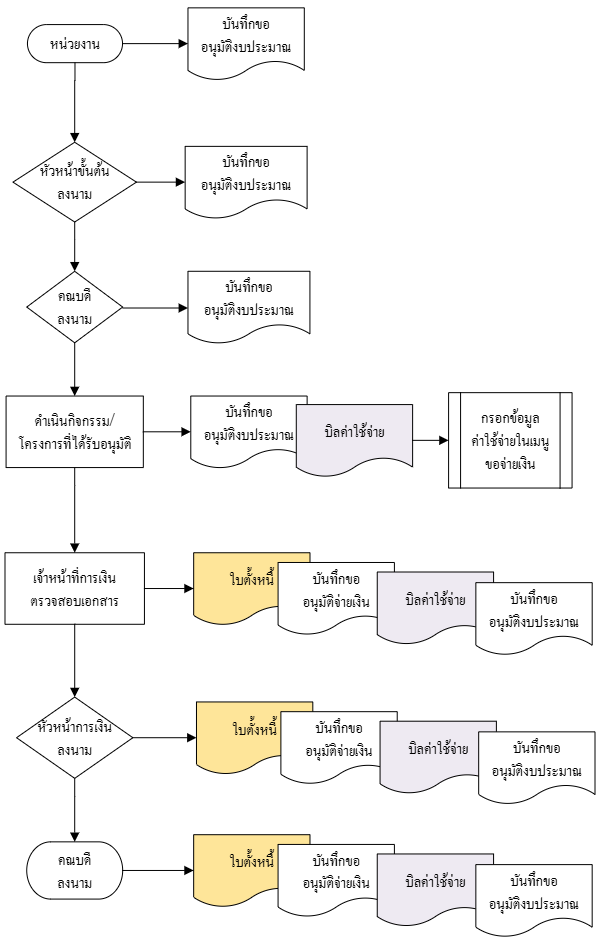 หน่วยงาน
บันทึกขอ
อนุมัติงบประมาณ
หัวหน้าขั้นต้น
ลงนาม
บันทึกขอ
อนุมัติงบประมาณ
คณบดี
ลงนาม
บันทึกขอ
อนุมัติงบประมาณ
ดำเนินกิจกรรม/
โครงการที่ได้รับอนุมัติ
บันทึกขอ
อนุมัติงบประมาณ
บิลค่าใช้จ่าย
กรอกข้อมูล
ค่าใช้จ่ายในเมนู
ขอจ่ายเงิน
เจ้าหน้าที่การเงิน
ตรวจสอบเอกสาร
ใบตั้งหนี้
บันทึกขอ
อนุมัติจ่ายเงิน
บิลค่าใช้จ่าย
บันทึกขอ
อนุมัติงบประมาณ
หัวหน้าการเงิน
ลงนาม
ใบตั้งหนี้
บันทึกขอ
อนุมัติจ่ายเงิน
บิลค่าใช้จ่าย
บันทึกขอ
อนุมัติงบประมาณ
คณบดี
ลงนาม
ใบตั้งหนี้
บันทึกขอ
อนุมัติจ่ายเงิน
บิลค่าใช้จ่าย
บันทึกขอ
อนุมัติงบประมาณ